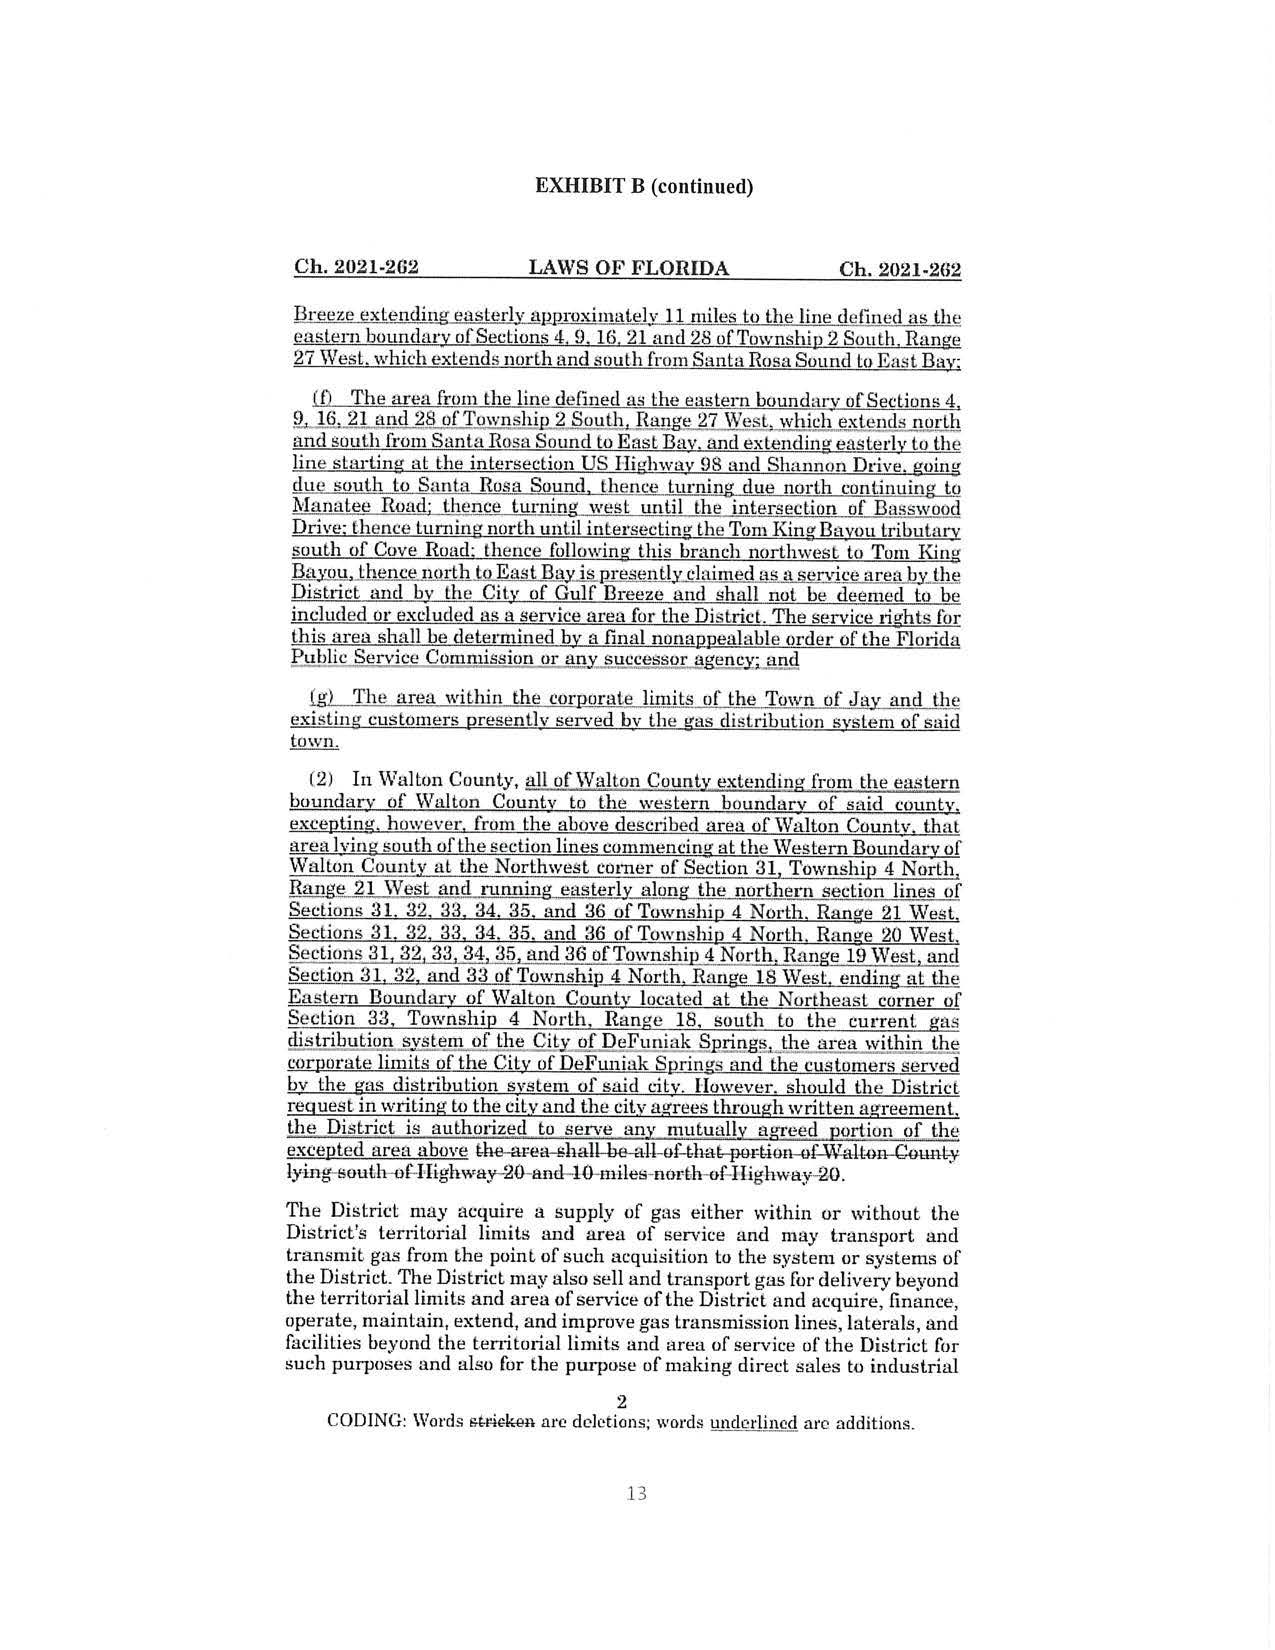 EXHIBIT B (continued)
Ch. 2021-262 LAWS OF FLORIDA Ch. 2021-262
Breeze extending easterly approximately 11 miles to the line defined as the
eastern boundary of Sections 4, 9, 16, 21 and 28 of Township 2 South, Range
27 West, which extends north and south from Santa Rosa Sound to East Bay;
(f) The area from the line defined as the eastern boundary of Sections 4,
9, 16, 21 and 28 of Township 2 South, Range 27 West, which extends north
and south from Santa Rosa Sound to East Bay, and extending easterly to the
line starting at the intersection US Highway 98 and Shannon Drive, going
due south to Santa Rosa Sound, thence turning due north continuing to
Manatee Road; thence turning west until the intersection of Basswood
Drive; thence turning north until intersecting the Tom King Bayou tributary
south of Cove Road; thence following this branch northwest to Tom King
Bayou, thence north to East Bay is presently claimed as a service area by the
District and by the City of Gulf Breeze and shall not be deemed to be
included or excluded as a service area for the District. The service rights for
this area shall be determined by a final nonappealable order of the Florida
Public Service Commission or any successor agency; and
(g) The area within the corporate limits of the Town of Jay and the
existing customers presently served by the gas distribution system of said
town.
(2) In Walton County, all of Walton County extending from the eastern
boundary of Walton County to the western boundary of said county,
excepting, however, from the above described area of Walton County, that
area lying south of the section lines commencing at the Western Boundary of
Walton County at the Northwest corner of Section 31, Township 4 North,
Range 21 West and running easterly along the northern section lines of
Sections 31, 32, 33, 34, 35, and 36 of Township 4 North, Range 21 West,
Sections 31, 32, 33, 34, 35, and 36 of Township 4 North, Range 20 West,
Sections 31, 32, 33, 34, 35, and 36 of Township 4 North, Range 19 West, and
Section 31, 32, and 33 of Township 4 North, Range 18 West, ending at the
Eastern Boundary of Walton County located at the Northeast corner of
Section 33, Township 4 North, Range 18, south to the current gas
distribution system of the City of DeFuniak Springs, the area within the
corporate limits of the City of DeFuniak Springs and the customers served
by the gas distribution system of said city. However, should the District
request in writing to the city and the city agrees through written agreement,
the District is authorized to serve any mutually agreed portion of the
excepted area above the area shall be all of that portion of Walton County
lying south of Highway 20 and 10 miles north of Highway 20.
The District may acquire a supply of gas either within or without the
District's territorial limits and area of service and may transport and
transmit gas from the point of such acquisition to the system or systems of
the District. The District may also sell and transport gas for delivery beyond
the territorial limits and area of service of the District and acquire, finance,
operate, maintain, extend, and improve gas transmission lines, laterals, and
facilities beyond the territorial limits and area of service of the District for
such purposes and also for the purpose of making direct sales to industrial
2
CODING: Words stricken are deletions; words underlined are additions.
13